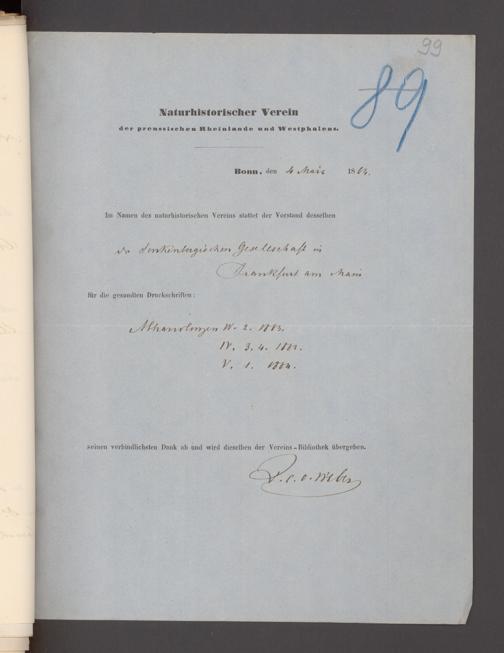 99
89
Naturhistorischer Verein
der preussischen Rheinlande und Westphalens.
Bonn, den 4 März 1864.
Im Namen des naturhistorischen Vereins stattet der Vorstand desselben
der Senkenbergischen Gesellschaft in
Frankfurt am Main
für die gesandten Druckschriften:
Abhandlungen IV. 2. 1863.
IV. 3. 4.
V. 1. 1864.
seinen verbindlichsten Dank ab und wird dieselben der Vereins-Bibliothek übergeben.
Weber